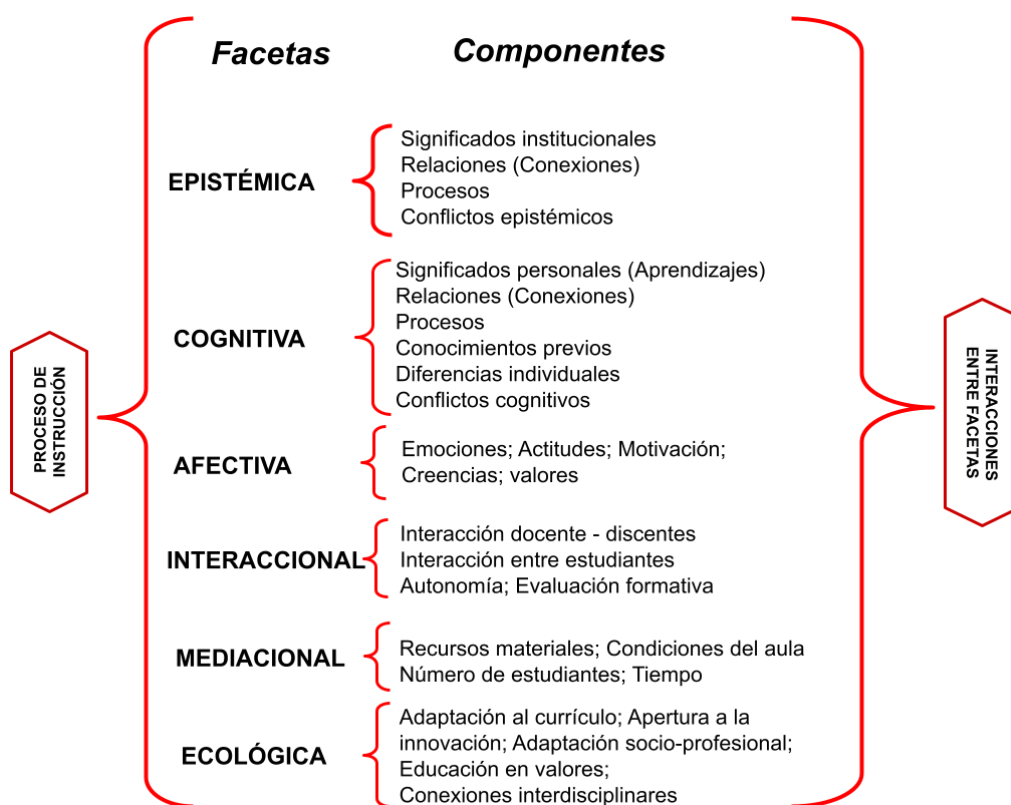 Facetas
Componentes
PROCESO DE
INSTRUCCIÓN
EPISTÉMICA
Significados institucionales
Relaciones (Conexiones)
Procesos
Conflictos epistémicos
COGNITIVA
Significados personales (Aprendizajes)
Relaciones (Conexiones)
Procesos
Conocimientos previos
Diferencias individuales
Conflictos cognitivos
AFECTIVA
Emociones; Actitudes; Motivación;
Creencias; valores
INTERACCIONAL
Interacción docente - discentes
Interacción entre estudiantes
Autonomía; Evaluación formativa
MEDIACIONAL
Recursos materiales; Condiciones del aula
Número de estudiantes; Tiempo
ECOLÓGICA
Adaptación al currículo; Apertura a la
innovación; Adaptación socio-profesional;
Educación en valores;
Conexiones interdisciplinares
INTERACCIONES
ENTRE FACETAS